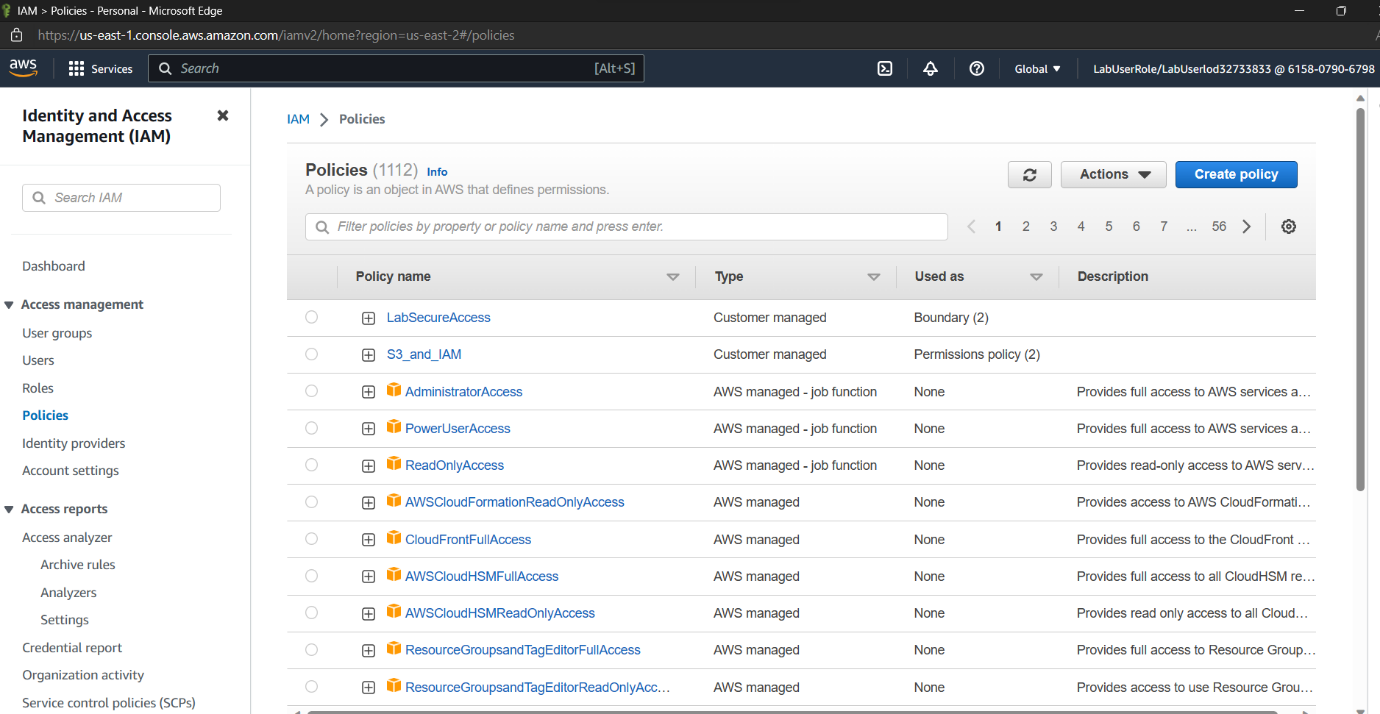 IAM > Policies - Personal - Microsoft Edge
https://us-east-1.console.aws.amazon.com/iamv2/home?region=us-east-2#/policies
aws Services Search [Alt+S] Global LabUserRole/LabUserlod32733833 @ 6158-0790-6798
Identity and Access
Management (IAM)
Search IAM
Dashboard
Access management
User groups
Users
Roles
Policies
Identity providers
Account settings
Access reports
Access analyzer
Archive rules
Analyzers
Settings
Credential report
Organization activity
Service control policies (SCPs)
IAM > Policies
Policies (1112) Info
A policy is an object in AWS that defines permissions.
Actions Create policy
Filter policies by property or policy name and press enter.
< 1 2 3 4 5 6 7 ... 56 >
Policy name Type Used as Description
LabSecureAccess Customer managed Boundary (2)
S3_and_IAM Customer managed Permissions policy (2)
AdministratorAccess AWS managed - job function None Provides full access to AWS services a...
PowerUserAccess AWS managed - job function None Provides full access to AWS services a...
ReadOnlyAccess AWS managed - job function None Provides read-only access to AWS serv...
AWSCloudFormationReadOnlyAccess AWS managed None Provides access to AWS CloudFormati...
CloudFrontFullAccess AWS managed None Provides full access to the CloudFront ...
AWSCloudHSMFullAccess AWS managed None Provides full access to all CloudHSM re...
AWSCloudHSMReadOnlyAccess AWS managed None Provides read only access to all Cloud...
ResourceGroupsandTagEditorFullAccess AWS managed None Provides full access to Resource Group...
ResourceGroupsandTagEditorReadOnlyAcc... AWS managed None Provides access to use Resource Grou...